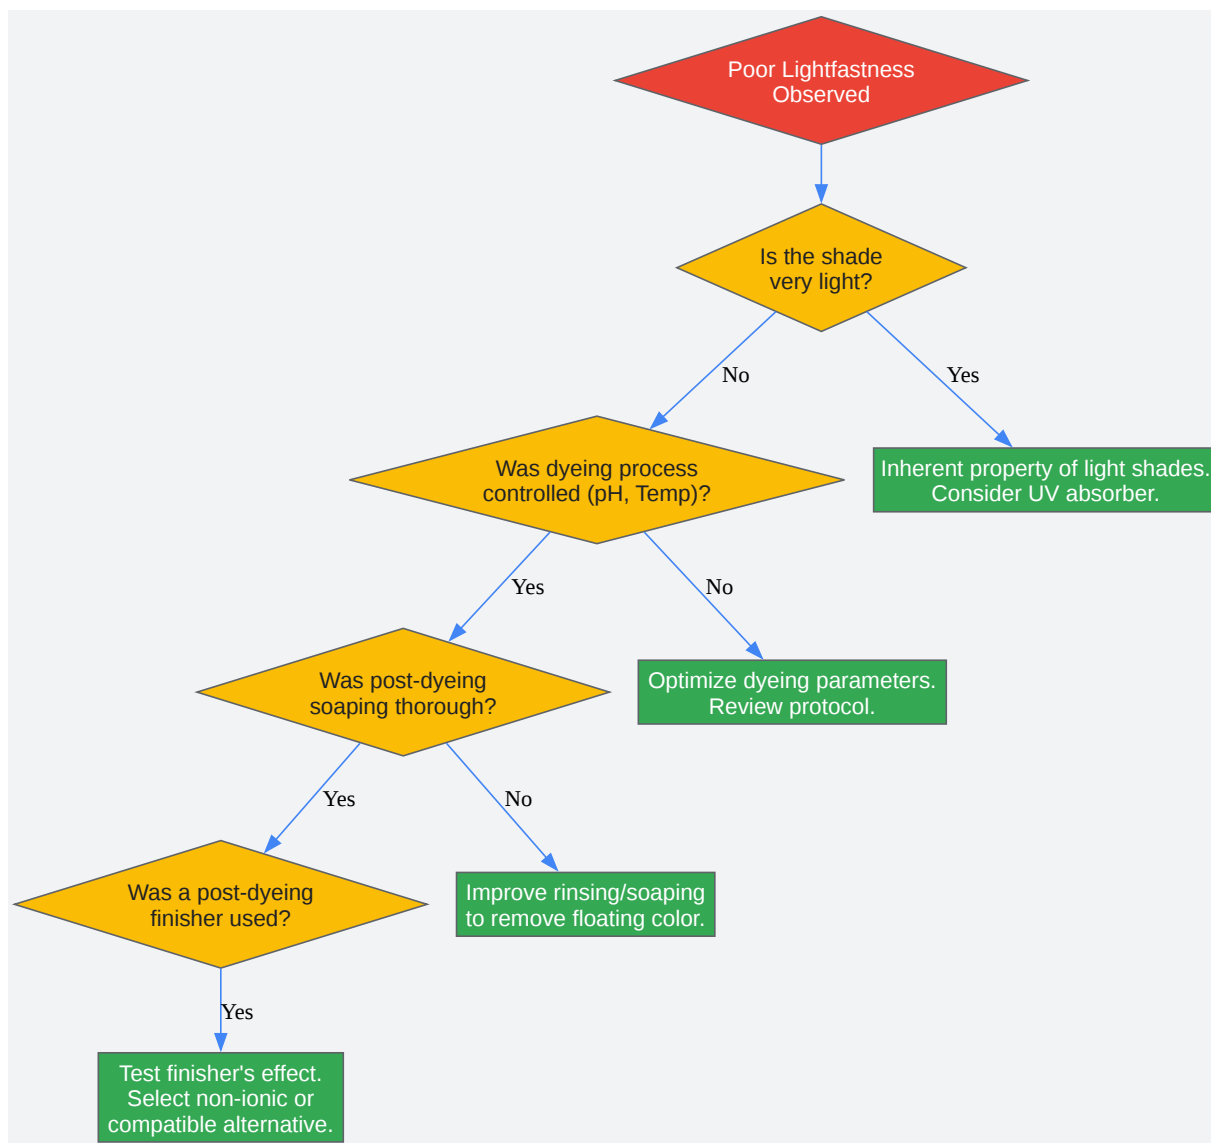 Poor Lightfastness
Observed
Is the shade
very light?
No
Yes
Was dyeing process
controlled (pH, Temp)?
Inherent property of light shades.
Consider UV absorber.
Yes
No
Was post-dyeing
soaping thorough?
Optimize dyeing parameters.
Review protocol.
Yes
No
Was a post-dyeing
finisher used?
Improve rinsing/soaping
to remove floating color.
Yes
Test finisher's effect.
Select non-ionic or
compatible alternative.